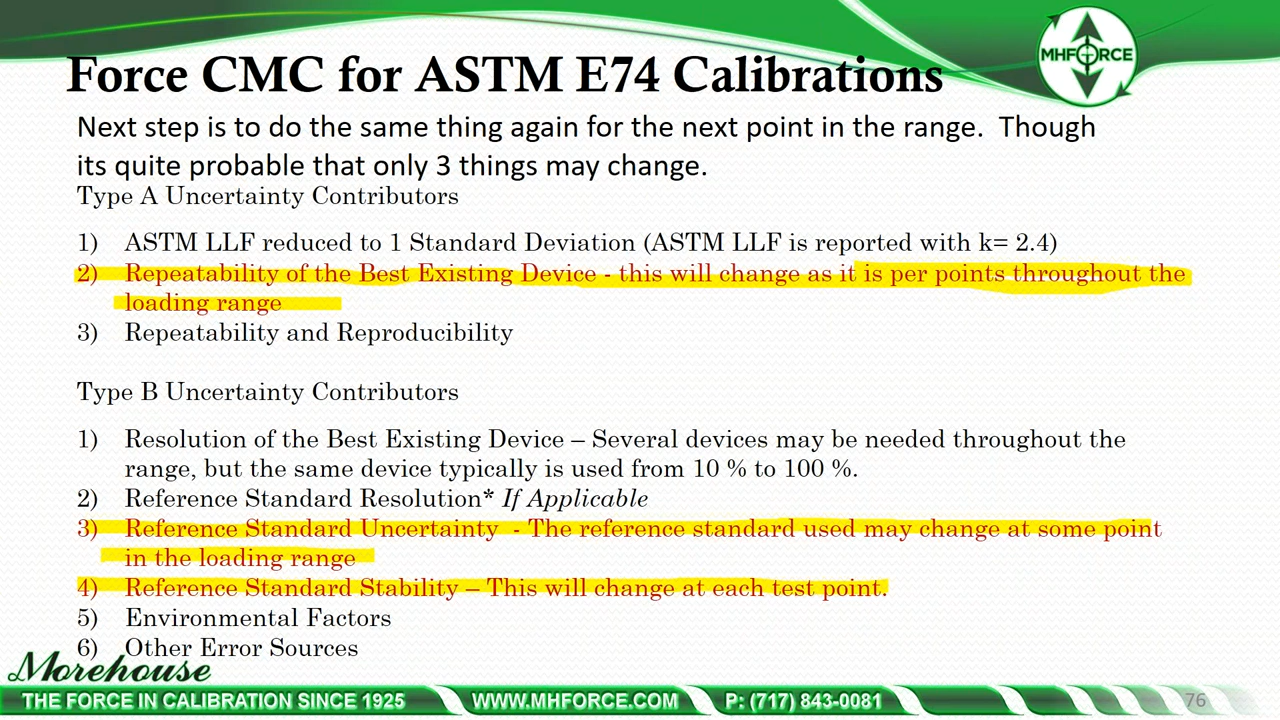 MHFORCE
Force CMC for ASTM E74 Calibrations
Next step is to do the same thing again for the next point in the range. Though
its quite probable that only 3 things may change.
Type A Uncertainty Contributors
1) ASTM LLF reduced to 1 Standard Deviation (ASTM LLF is reported with k= 2.4)
2) Repeatability of the Best Existing Device - this will change as it is per points throughout the
loading range
3) Repeatability and Reproducibility
Type B Uncertainty Contributors
1) Resolution of the Best Existing Device – Several devices may be needed throughout the
range, but the same device typically is used from 10 % to 100 %.
2) Reference Standard Resolution* If Applicable
3) Reference Standard Uncertainty - The reference standard used may change at some point
in the loading range
4) Reference Standard Stability – This will change at each test point.
5) Environmental Factors
6) Other Error Sources
Morehouse
THE FORCE IN CALIBRATION SINCE 1925 WWW.MHFORCE.COM P: (717) 843-0081 76